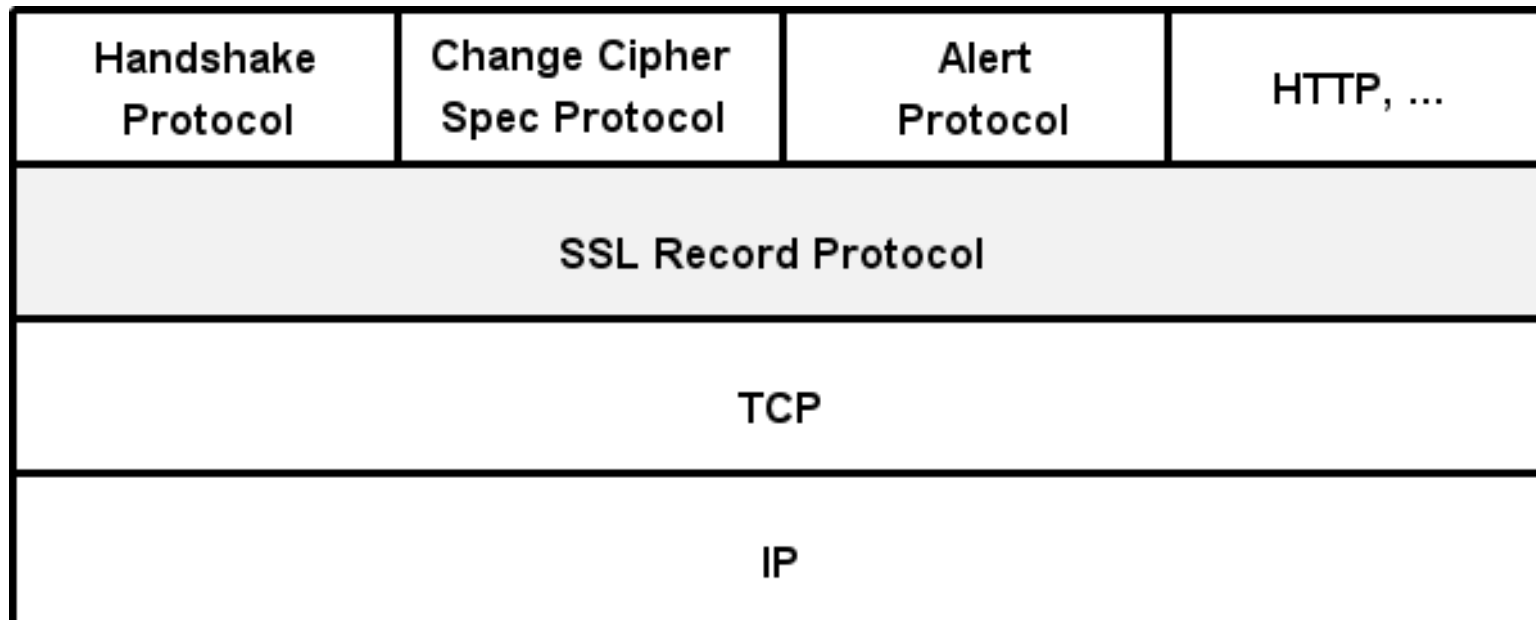 Handshake
Protocol
Change Cipher
Spec Protocol
Alert
Protocol
HTTP, ...
SSL Record Protocol
TCP
IP